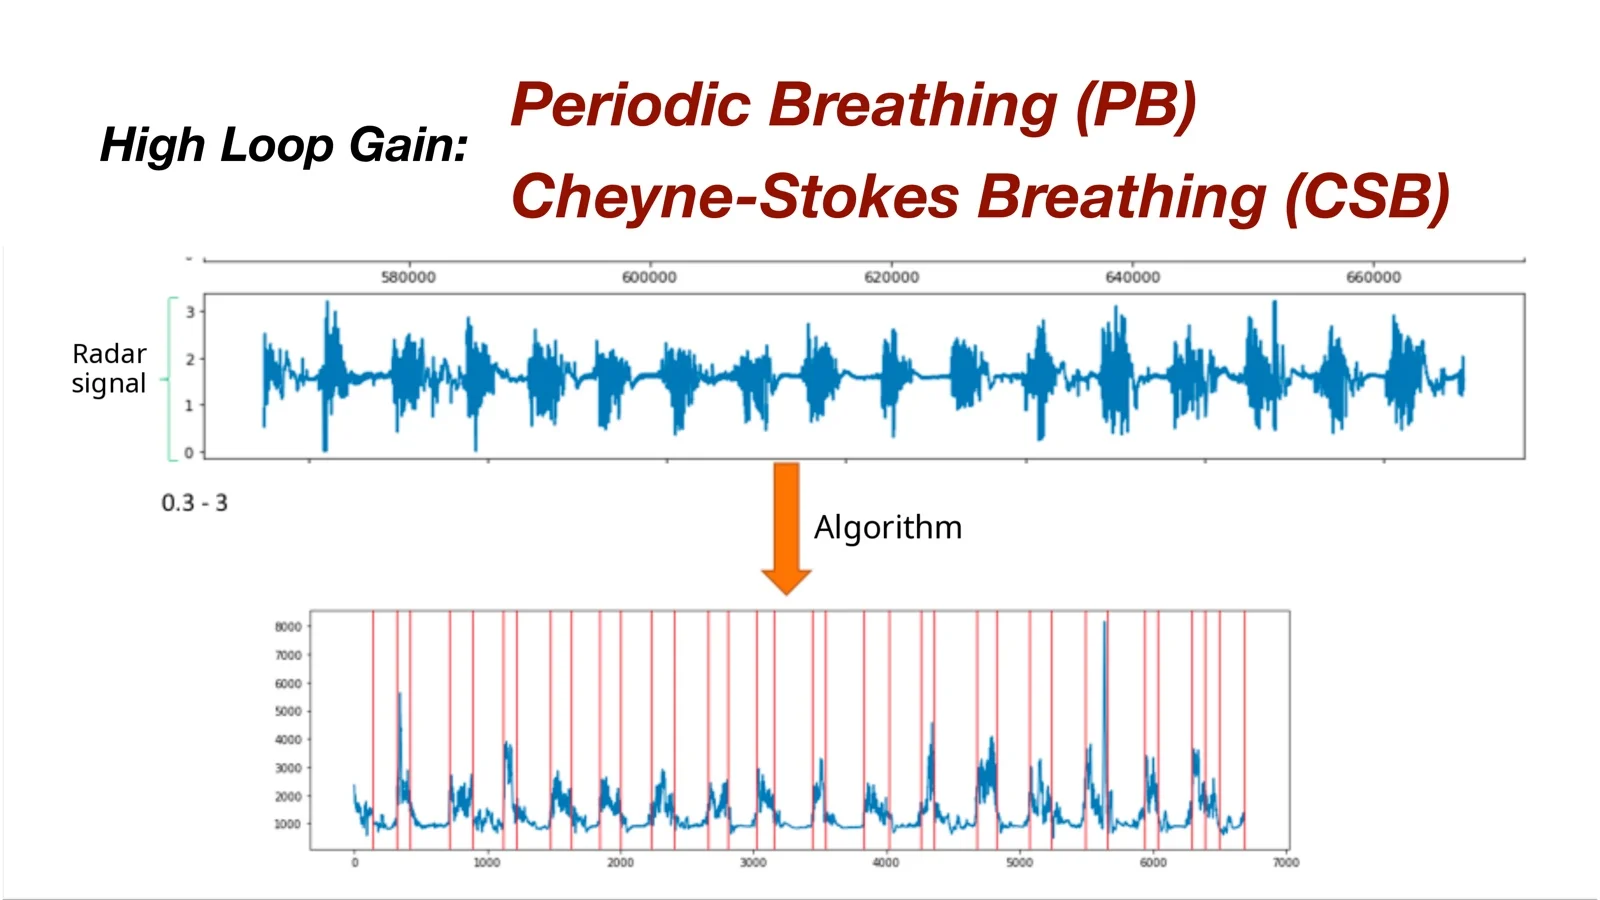 High Loop Gain:
Periodic Breathing (PB)
Cheyne-Stokes Breathing (CSB)
580000 600000 620000 640000 660000
Radar
signal
3
2
1
0
0.3 - 3
Algorithm
8000
7000
6000
5000
4000
3000
2000
1000
0 1000 2000 3000 4000 5000 6000 7000